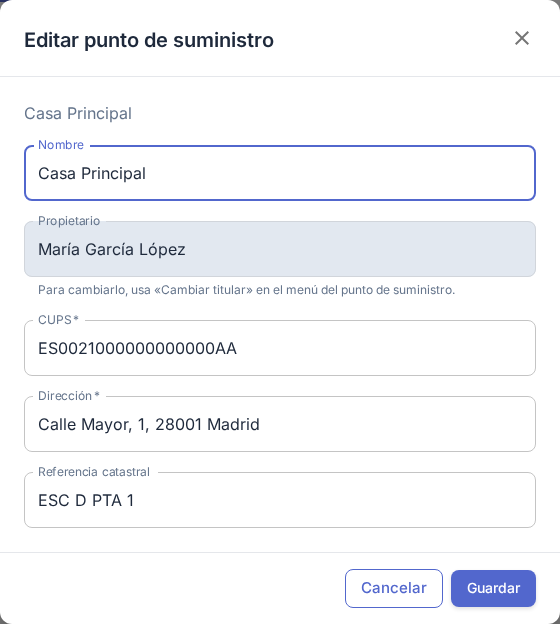 Editar punto de suministro
Casa Principal
Nombre
Casa Principal
Propietario
María García López
Para cambiarlo, usa «Cambiar titular» en el menú del punto de suministro.
CUPS *
ES0021000000000000AA
Dirección *
Calle Mayor, 1, 28001 Madrid
Referencia catastral
ESC D PTA 1
Cancelar
Guardar